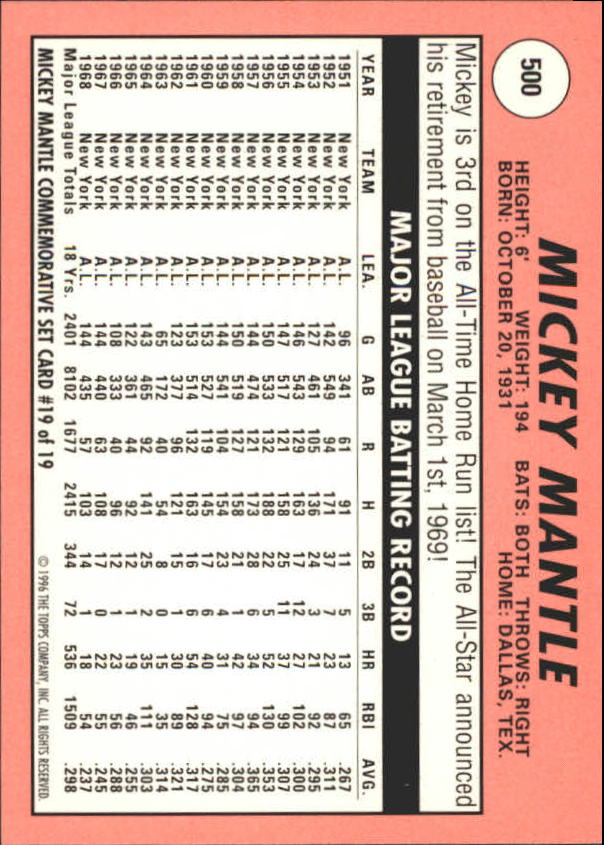 500
MICKEY MANTLE
HEIGHT: 6' WEIGHT: 194 BATS: BOTH THROWS: RIGHT
BORN: OCTOBER 20, 1931 HOME: DALLAS, TEX.
Mickey is 3rd on the All-Time Home Run list! The All-Star announced
his retirement from baseball on March 1st, 1969!
MAJOR LEAGUE BATTING RECORD
YEAR TEAM LEA. G AB R H 2B 3B HR RBI AVG.
1951 New York A.L. 96 341 61 91 11 5 13 65 .267
1952 New York A.L. 142 549 94 171 37 7 23 87 .311
1953 New York A.L. 127 461 105 136 24 3 21 92 .295
1954 New York A.L. 146 543 129 163 17 12 27 102 .300
1955 New York A.L. 147 517 121 158 25 11 37 99 .307
1956 New York A.L. 150 533 132 188 22 5 52 130 .353
1957 New York A.L. 144 474 121 173 28 6 34 94 .365
1958 New York A.L. 150 519 127 158 21 1 42 97 .304
1959 New York A.L. 144 541 104 154 23 4 31 75 .285
1960 New York A.L. 153 527 119 145 17 6 40 94 .275
1961 New York A.L. 153 514 132 163 16 6 54 128 .317
1962 New York A.L. 123 377 96 121 15 1 30 89 .321
1963 New York A.L. 65 172 40 54 8 0 15 35 .314
1964 New York A.L. 143 465 92 141 25 2 35 111 .393
1965 New York A.L. 122 361 44 92 12 1 19 46 .255
1966 New York A.L. 108 333 40 96 12 1 23 56 .288
1967 New York A.L. 144 440 63 108 17 0 22 55 .245
1968 New York A.L. 144 435 57 103 14 1 18 54 .237
Major League Totals 18 Yrs. 2401 8102 1677 2415 344 72 536 1509 .298
MICKEY MANTLE COMMEMORATIVE SET CARD #19 of 19 © 1996 THE TOPPS COMPANY, INC ALL RIGHTS RESERVED.